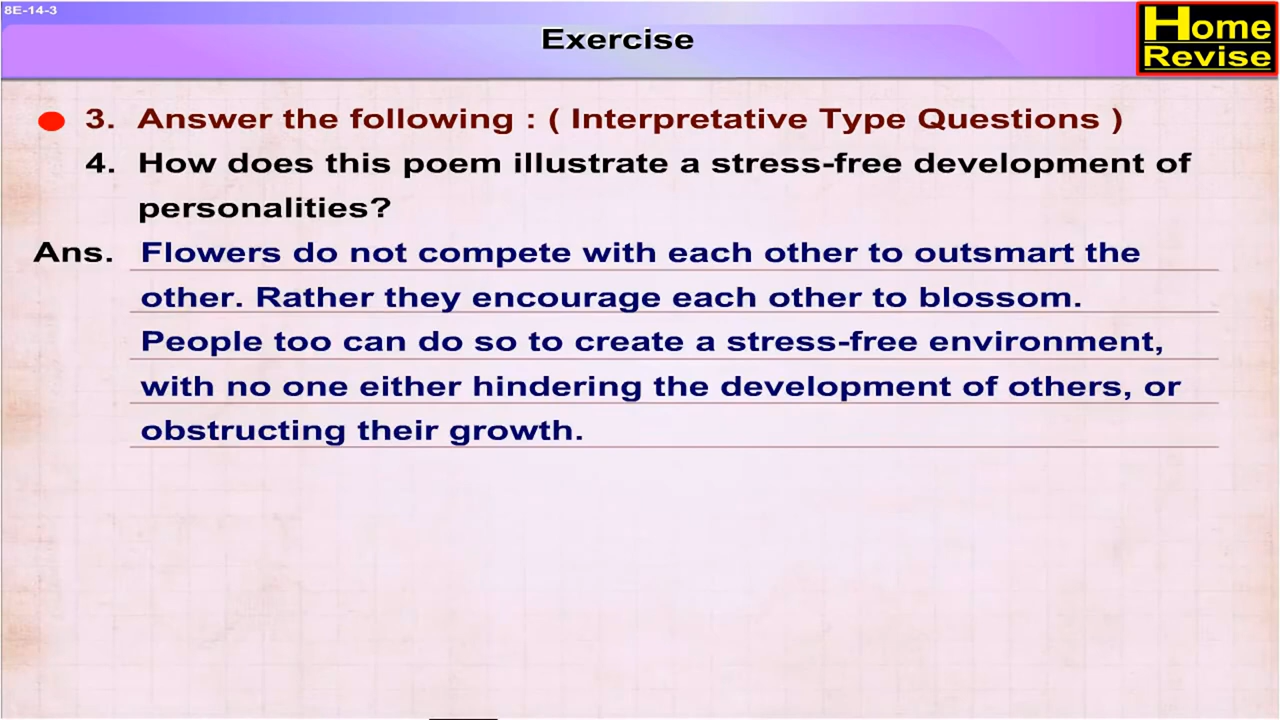 8E-14-3
Exercise
Home
Revise
3. Answer the following : ( Interpretative Type Questions )
4. How does this poem illustrate a stress-free development of
personalities?
Ans. Flowers do not compete with each other to outsmart the
other. Rather they encourage each other to blossom.
People too can do so to create a stress-free environment,
with no one either hindering the development of others, or
obstructing their growth.